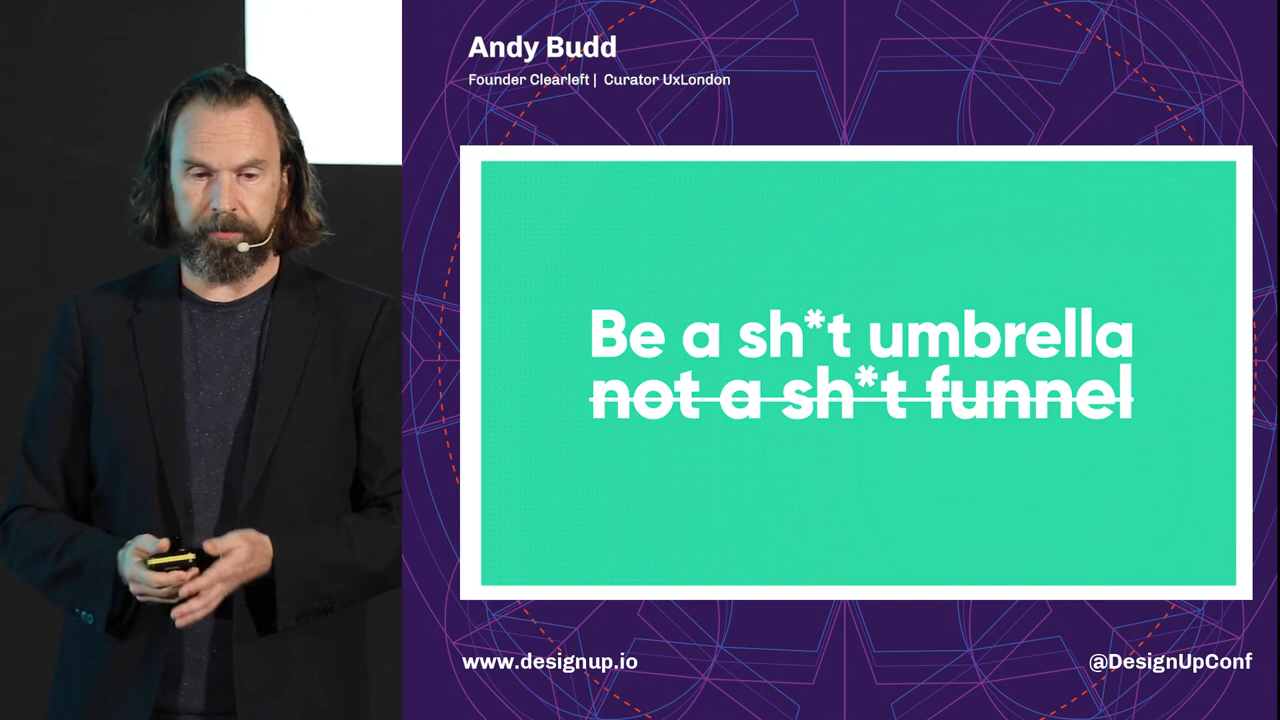 Andy Budd
Founder Clearleft | Curator UxLondon
Be a sh*t umbrella
not a sh*t funnel
www.designup.io
@DesignUpConf